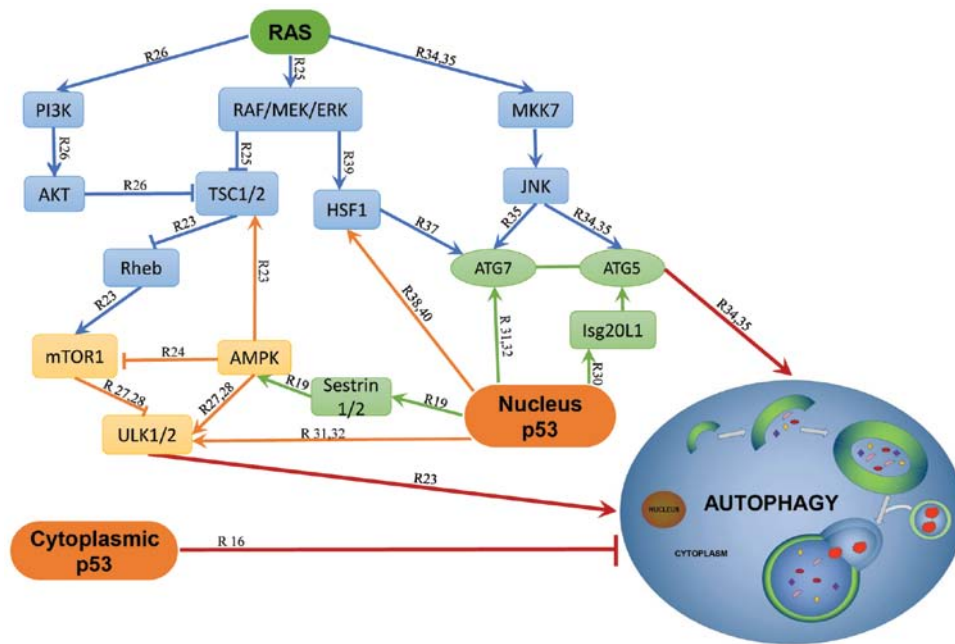 RAS
R26
R25
R34,35
PI3K
RAF/MEK/ERK
MKK7
R26
R25
R39
AKT
R26
TSC1/2
HSF1
JNK
R23
R37
R35
R34,35
Rheb
R23
ATG7
ATG5
R23
R38,40
R 31,32
Isg20L1
R34,35
mTOR1
R24
AMPK
R30
R 27,28
R27,28
R19
Sestrin
1/2
R19
Nucleus
p53
ULK1/2
R 31,32
R23
AUTOPHAGY
NUCLEUS
CYTOPLASM
Cytoplasmic
p53
R 16